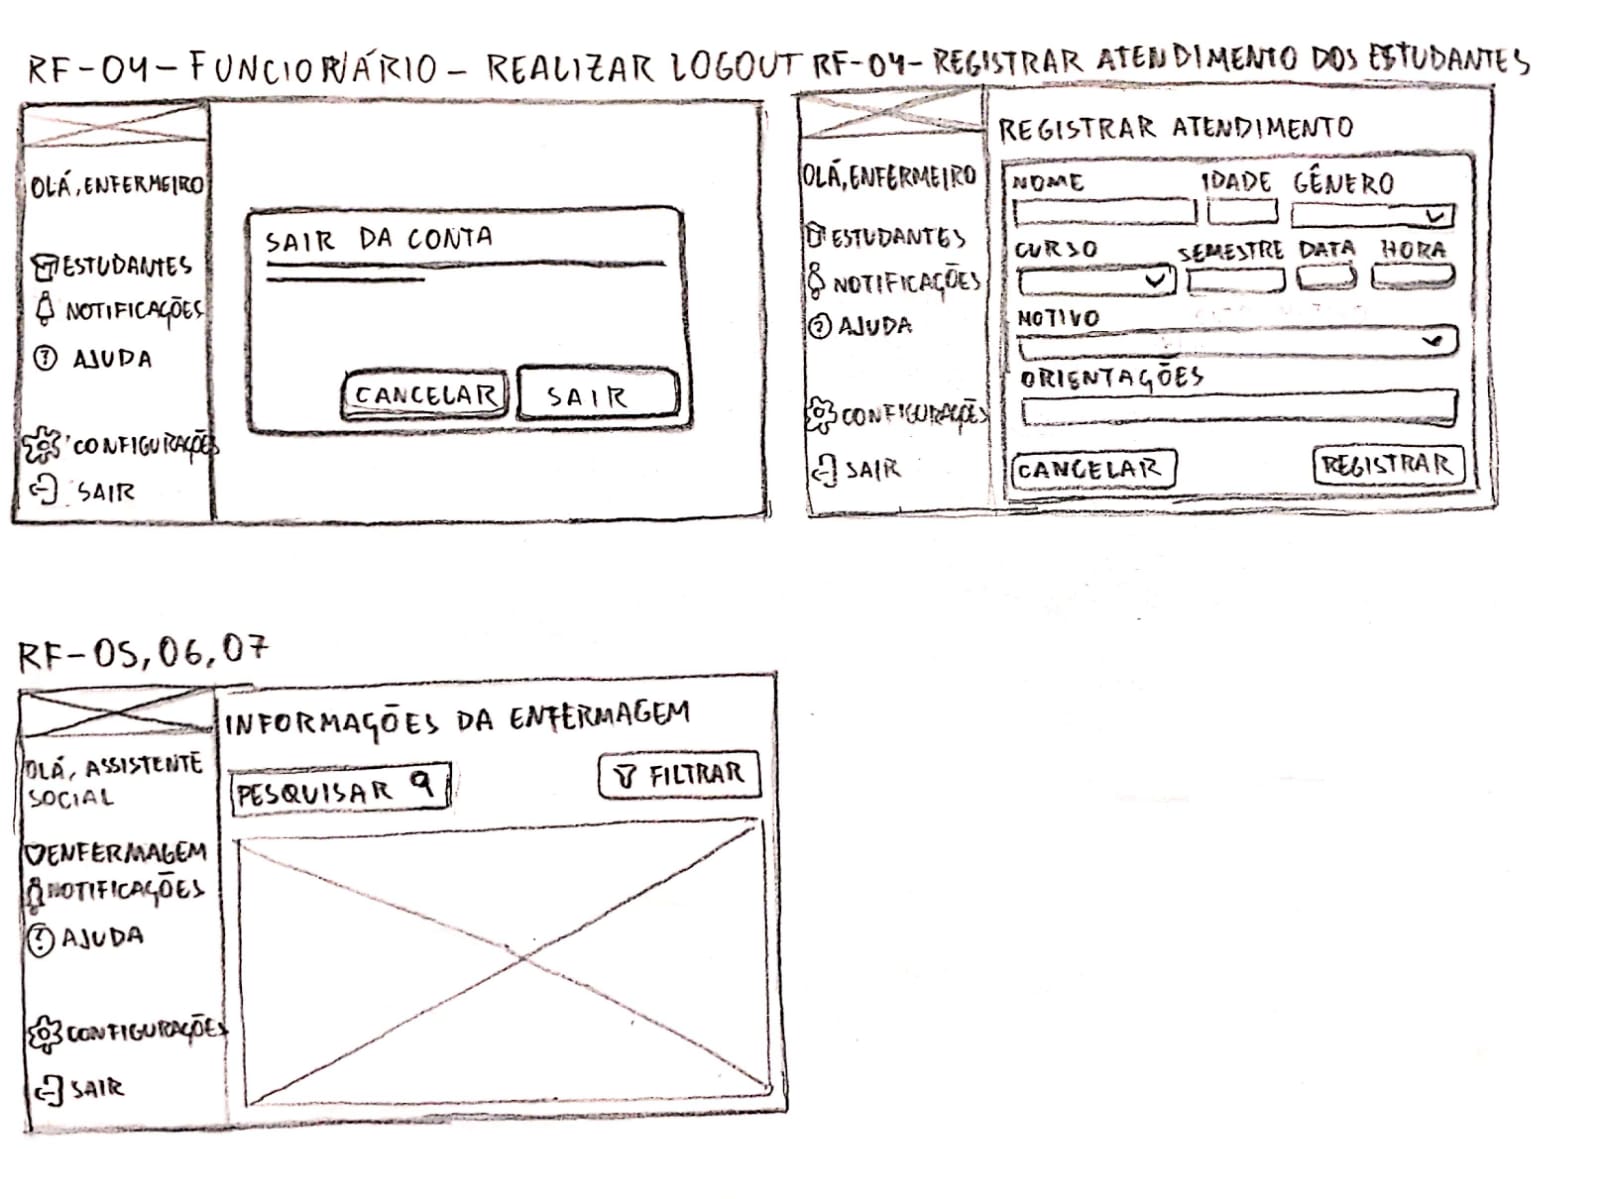 RF-04-FUNCIONÁRIO-REALIZAR LOGOUT
OLÁ, ENFERMEIRO
ESTUDANTES
NOTIFICAÇÕES
? AJUDA
CONFIGURAÇÕES
SAIR
SAIR DA CONTA
CANCELAR SAIR
RF-04-REGISTRAR ATENDIMENTO DOS ESTUDANTES
OLÁ, ENFERMEIRO
ESTUDANTES
NOTIFICAÇÕES
? AJUDA
CONFIGURAÇÕES
SAIR
REGISTRAR ATENDIMENTO
NOME IDADE GÊNERO
CURSO SEMESTRE DATA HORA
MOTIVO
ORIENTAÇÕES
CANCELAR REGISTRAR
RF-05,06,07
OLÁ, ASSISTENTE
SOCIAL
ENFERMAGEM
NOTIFICAÇÕES
? AJUDA
CONFIGURAÇÕES
SAIR
INFORMAÇÕES DA ENFERMAGEM
PESQUISAR FILTRAR